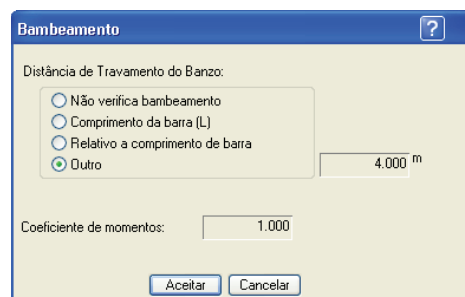 Bambeamento ?
Distância de Travamento do Banzo:
Não verifica bambeamento
Comprimento da barra (L)
Relativo a comprimento de barra
Outro 4.000 m
Coeficiente de momentos: 1.000
Aceitar Cancelar